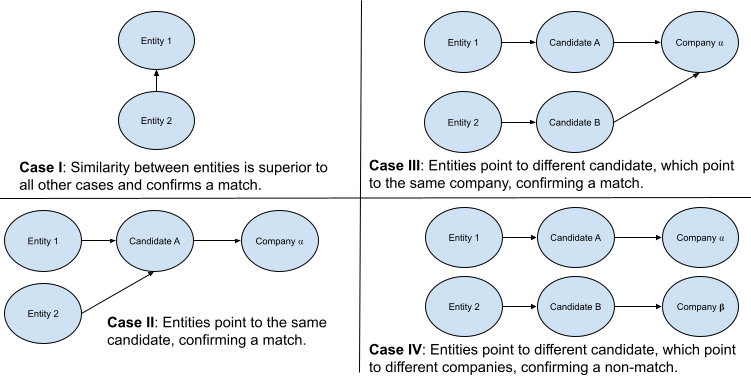 Entity 1
Entity 2
Case I: Similarity between entities is superior to
all other cases and confirms a match.
Entity 1
Candidate A
Company α
Entity 2
Candidate B
Case III: Entities point to different candidate, which point
to the same company, confirming a match.
Entity 1
Candidate A
Company α
Entity 2
Case II: Entities point to the same
candidate, confirming a match.
Entity 1
Candidate A
Company α
Entity 2
Candidate B
Company β
Case IV: Entities point to different candidate, which point
to different companies, confirming a non-match.